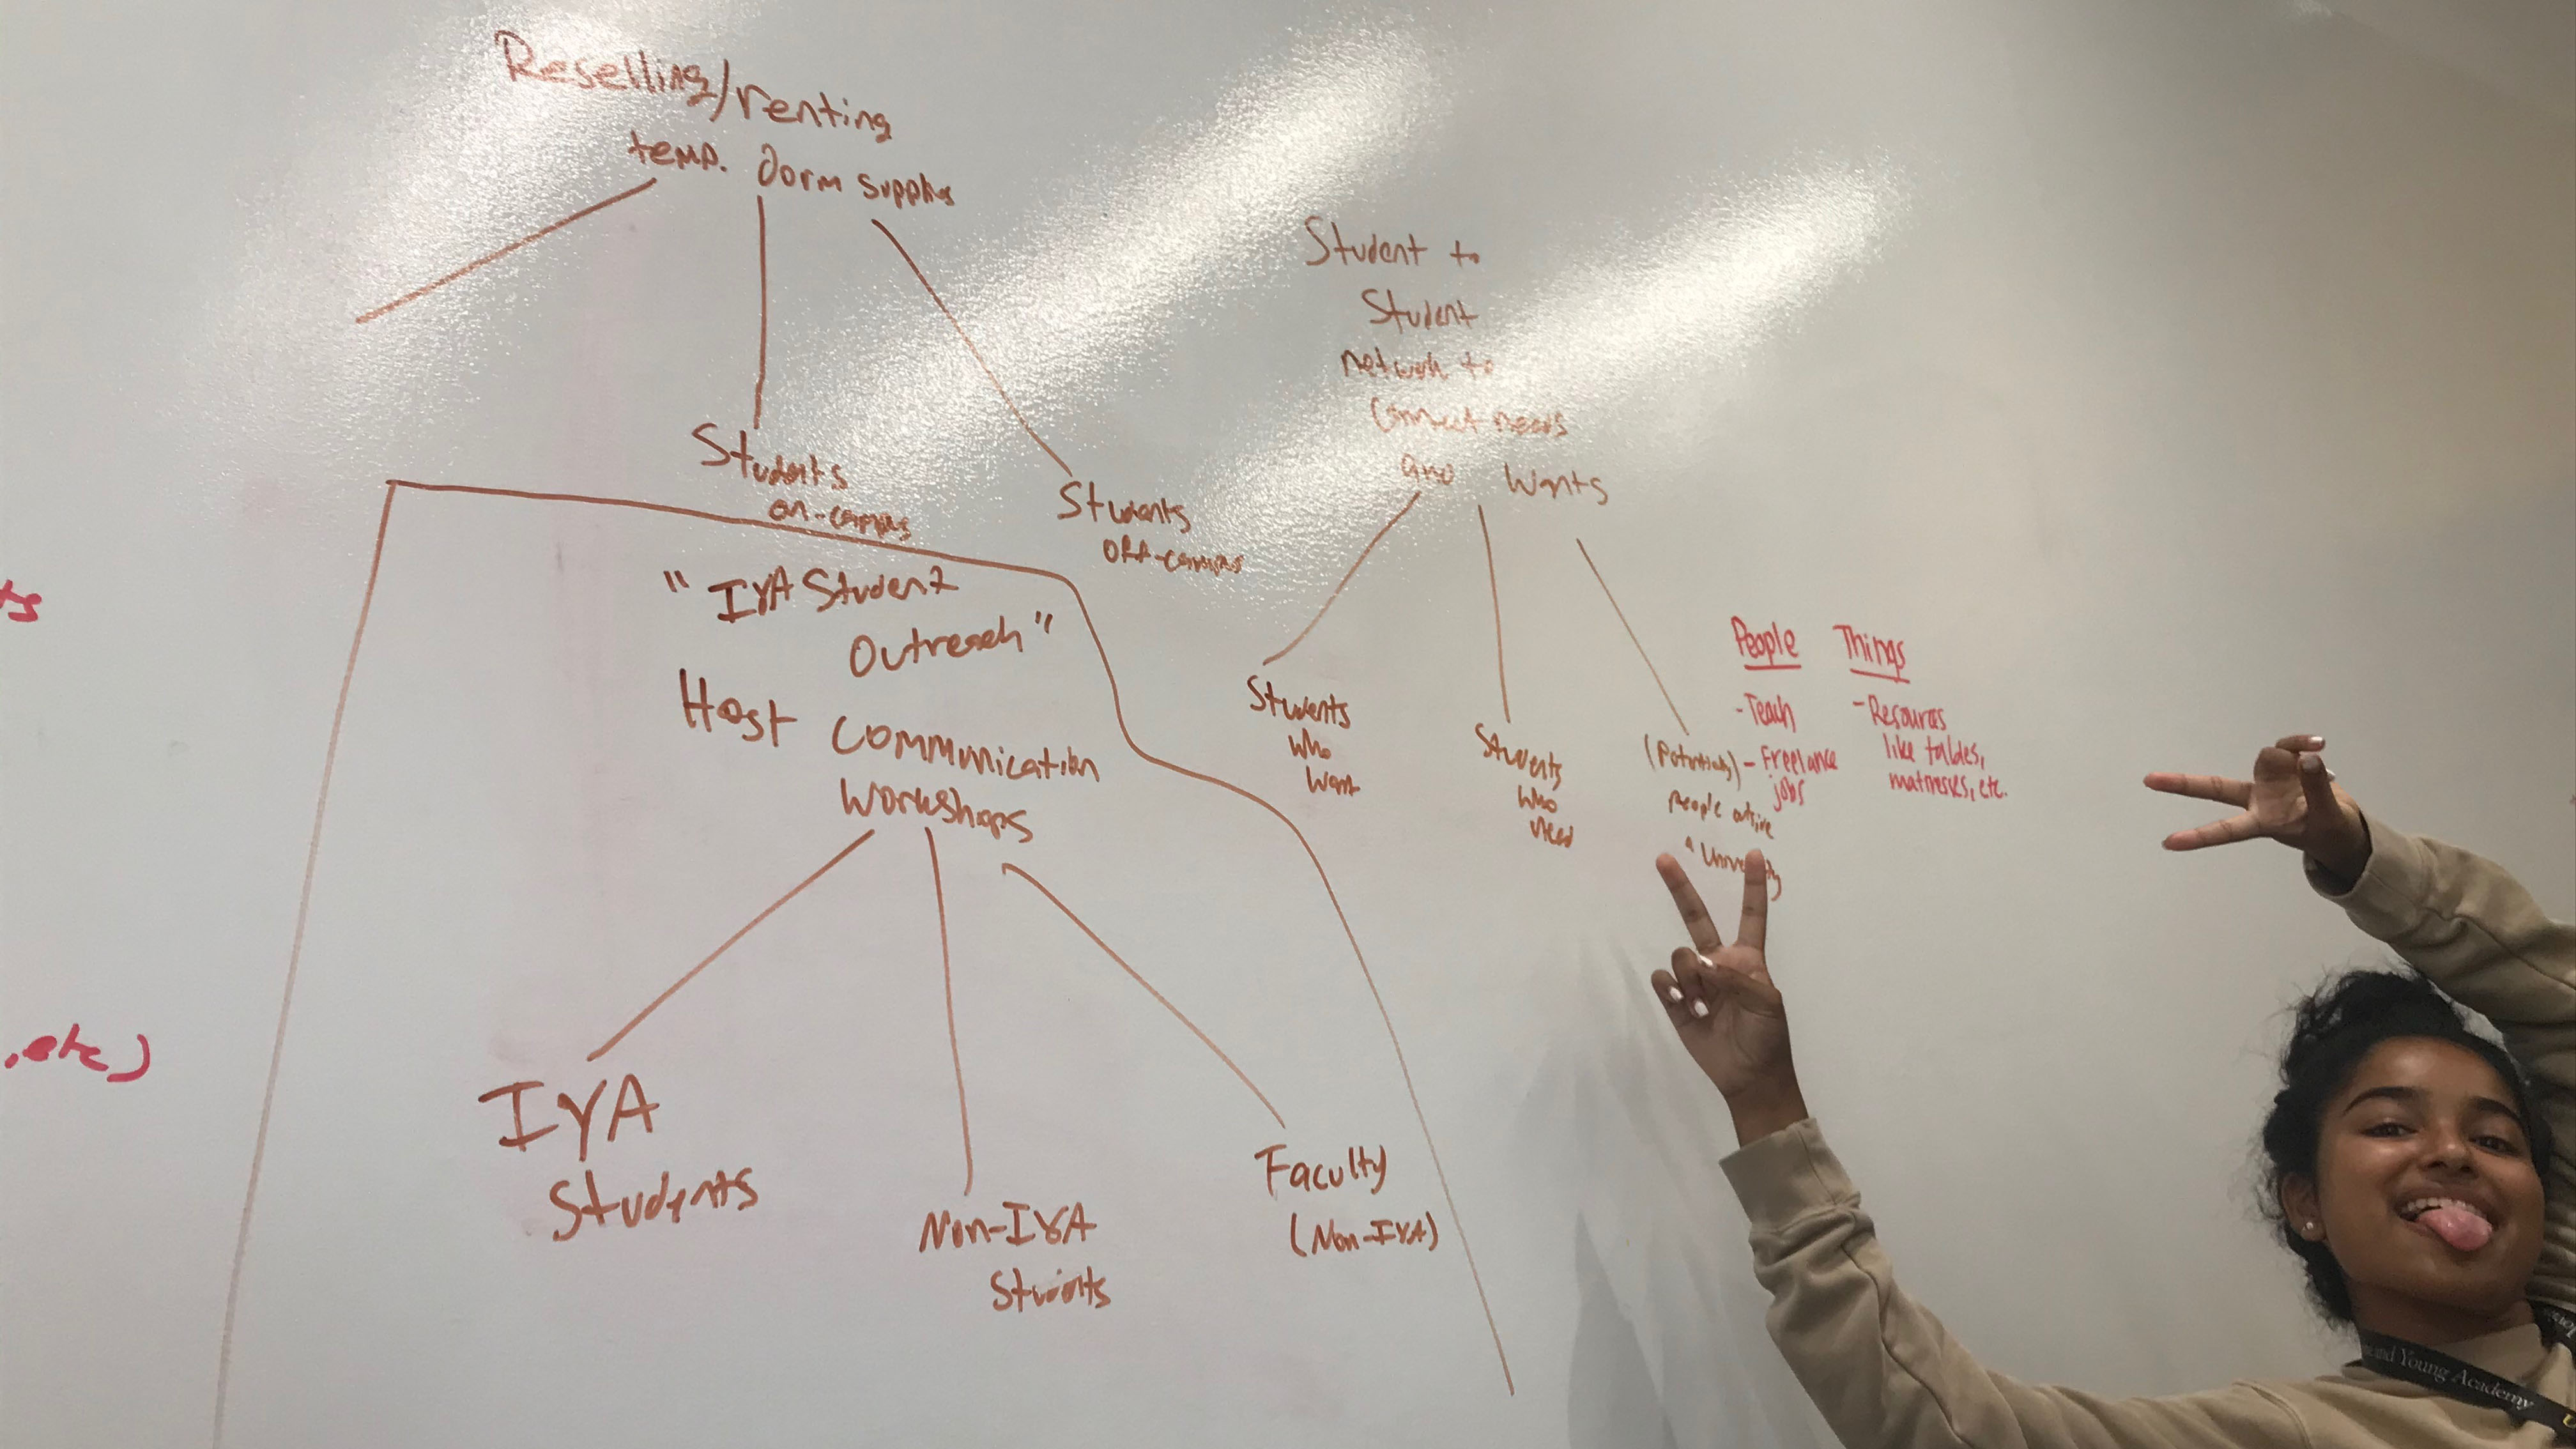 Reselling/renting
temp. dorm supplies
Students
on-campus
Students
off-campus
Student to
Student
network to
connect needs
and wants
Students
who
want
Students
who
need
(Potentially)
people outside
University
People
- Teach
- Freelance
jobs
Things
- Resources
like tables,
matresses, etc.
"IYA Student
Outreach"
Host Communication
Workshops
IYA
Students
Non-IYA
Students
Faculty
(Non-IYA)
ts
, etc)
and Young Academy